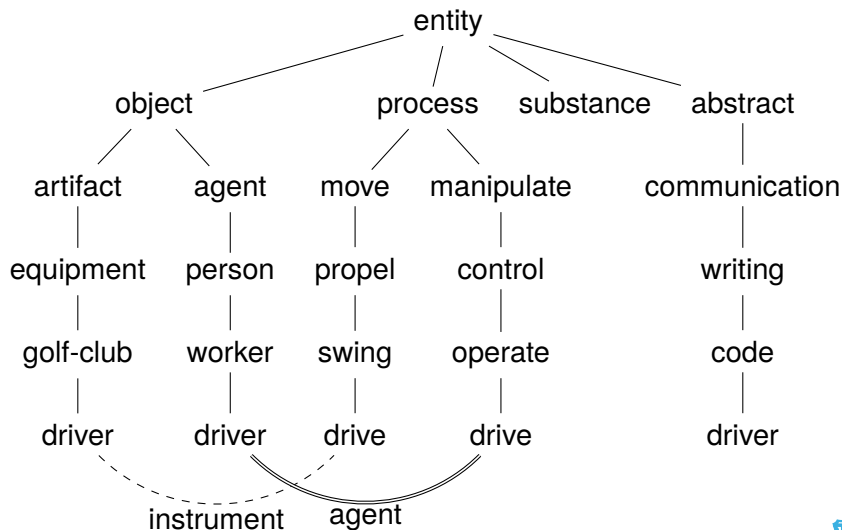 entity
object process substance abstract
artifact agent move manipulate communication
equipment person propel control writing
golf-club worker swing operate code
driver driver drive drive driver
instrument agent